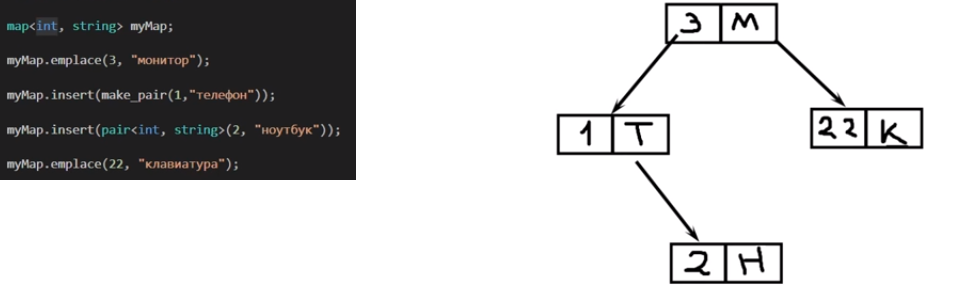 map<int, string> myMap;
myMap.emplace(3, "монитор");
myMap.insert(make_pair(1,"телефон"));
myMap.insert(pair<int, string>(2, "ноутбук"));
myMap.emplace(22, "клавиатура");
3 М
1 Т
22 К
2 Н